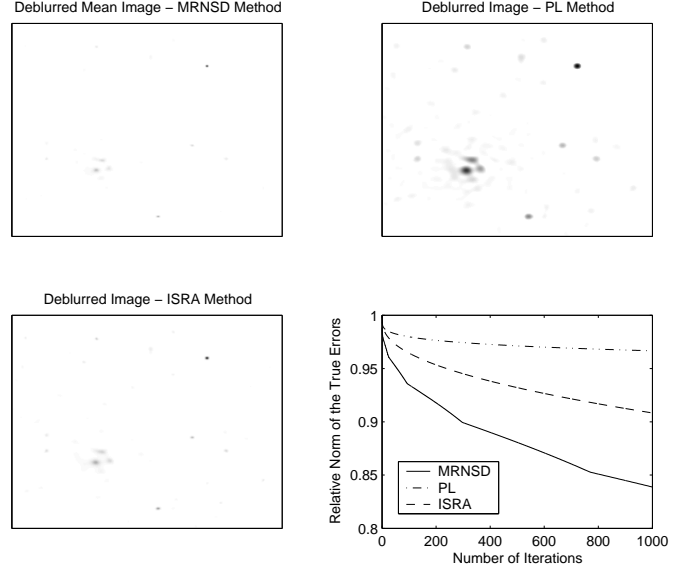 Deblurred Mean Image – MRNSD Method
Deblurred Image – PL Method
Deblurred Image – ISRA Method
Relative Norm of the True Errors
1
0.95
0.9
0.85
0.8
MRNSD
PL
ISRA
0
200
400
600
800
1000
Number of Iterations